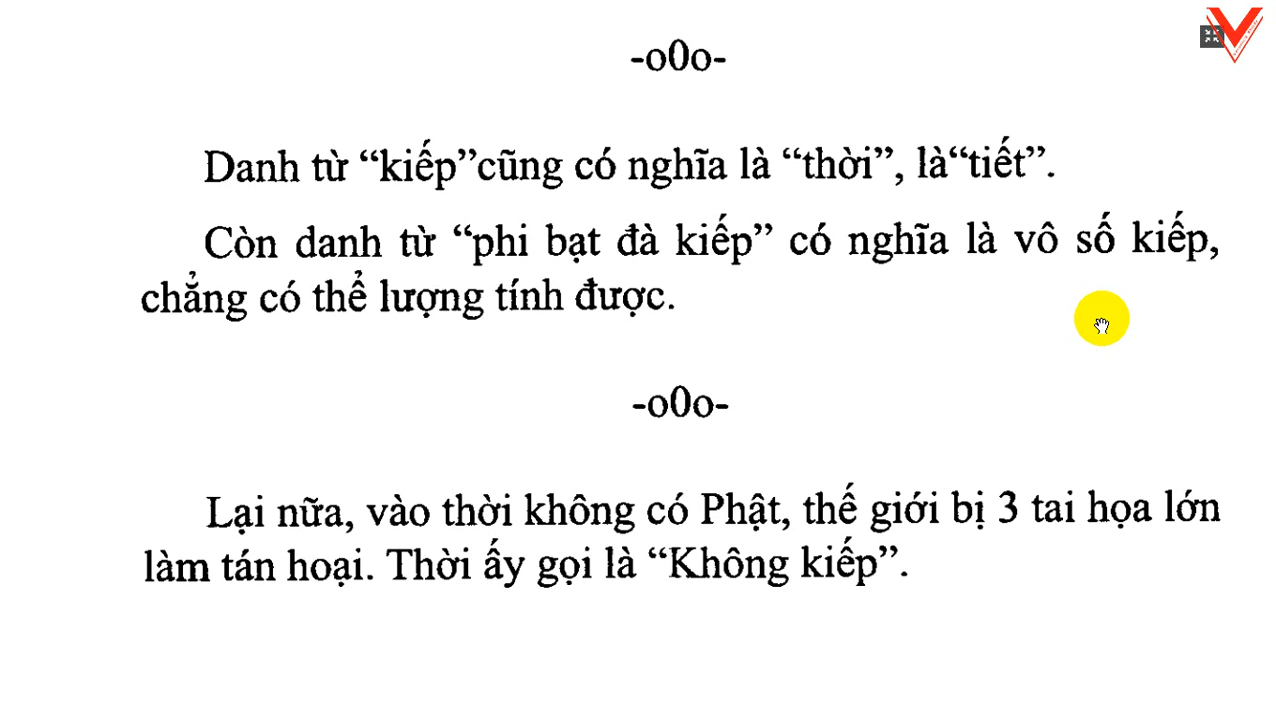 -o0o-
Danh từ “kiếp”cũng có nghĩa là “thời”, là“tiết”.
Còn danh từ “phi bạt đà kiếp” có nghĩa là vô số kiếp,
chẳng có thể lượng tính được.
-o0o-
Lại nữa, vào thời không có Phật, thế giới bị 3 tai họa lớn
làm tán hoại. Thời ấy gọi là “Không kiếp”.